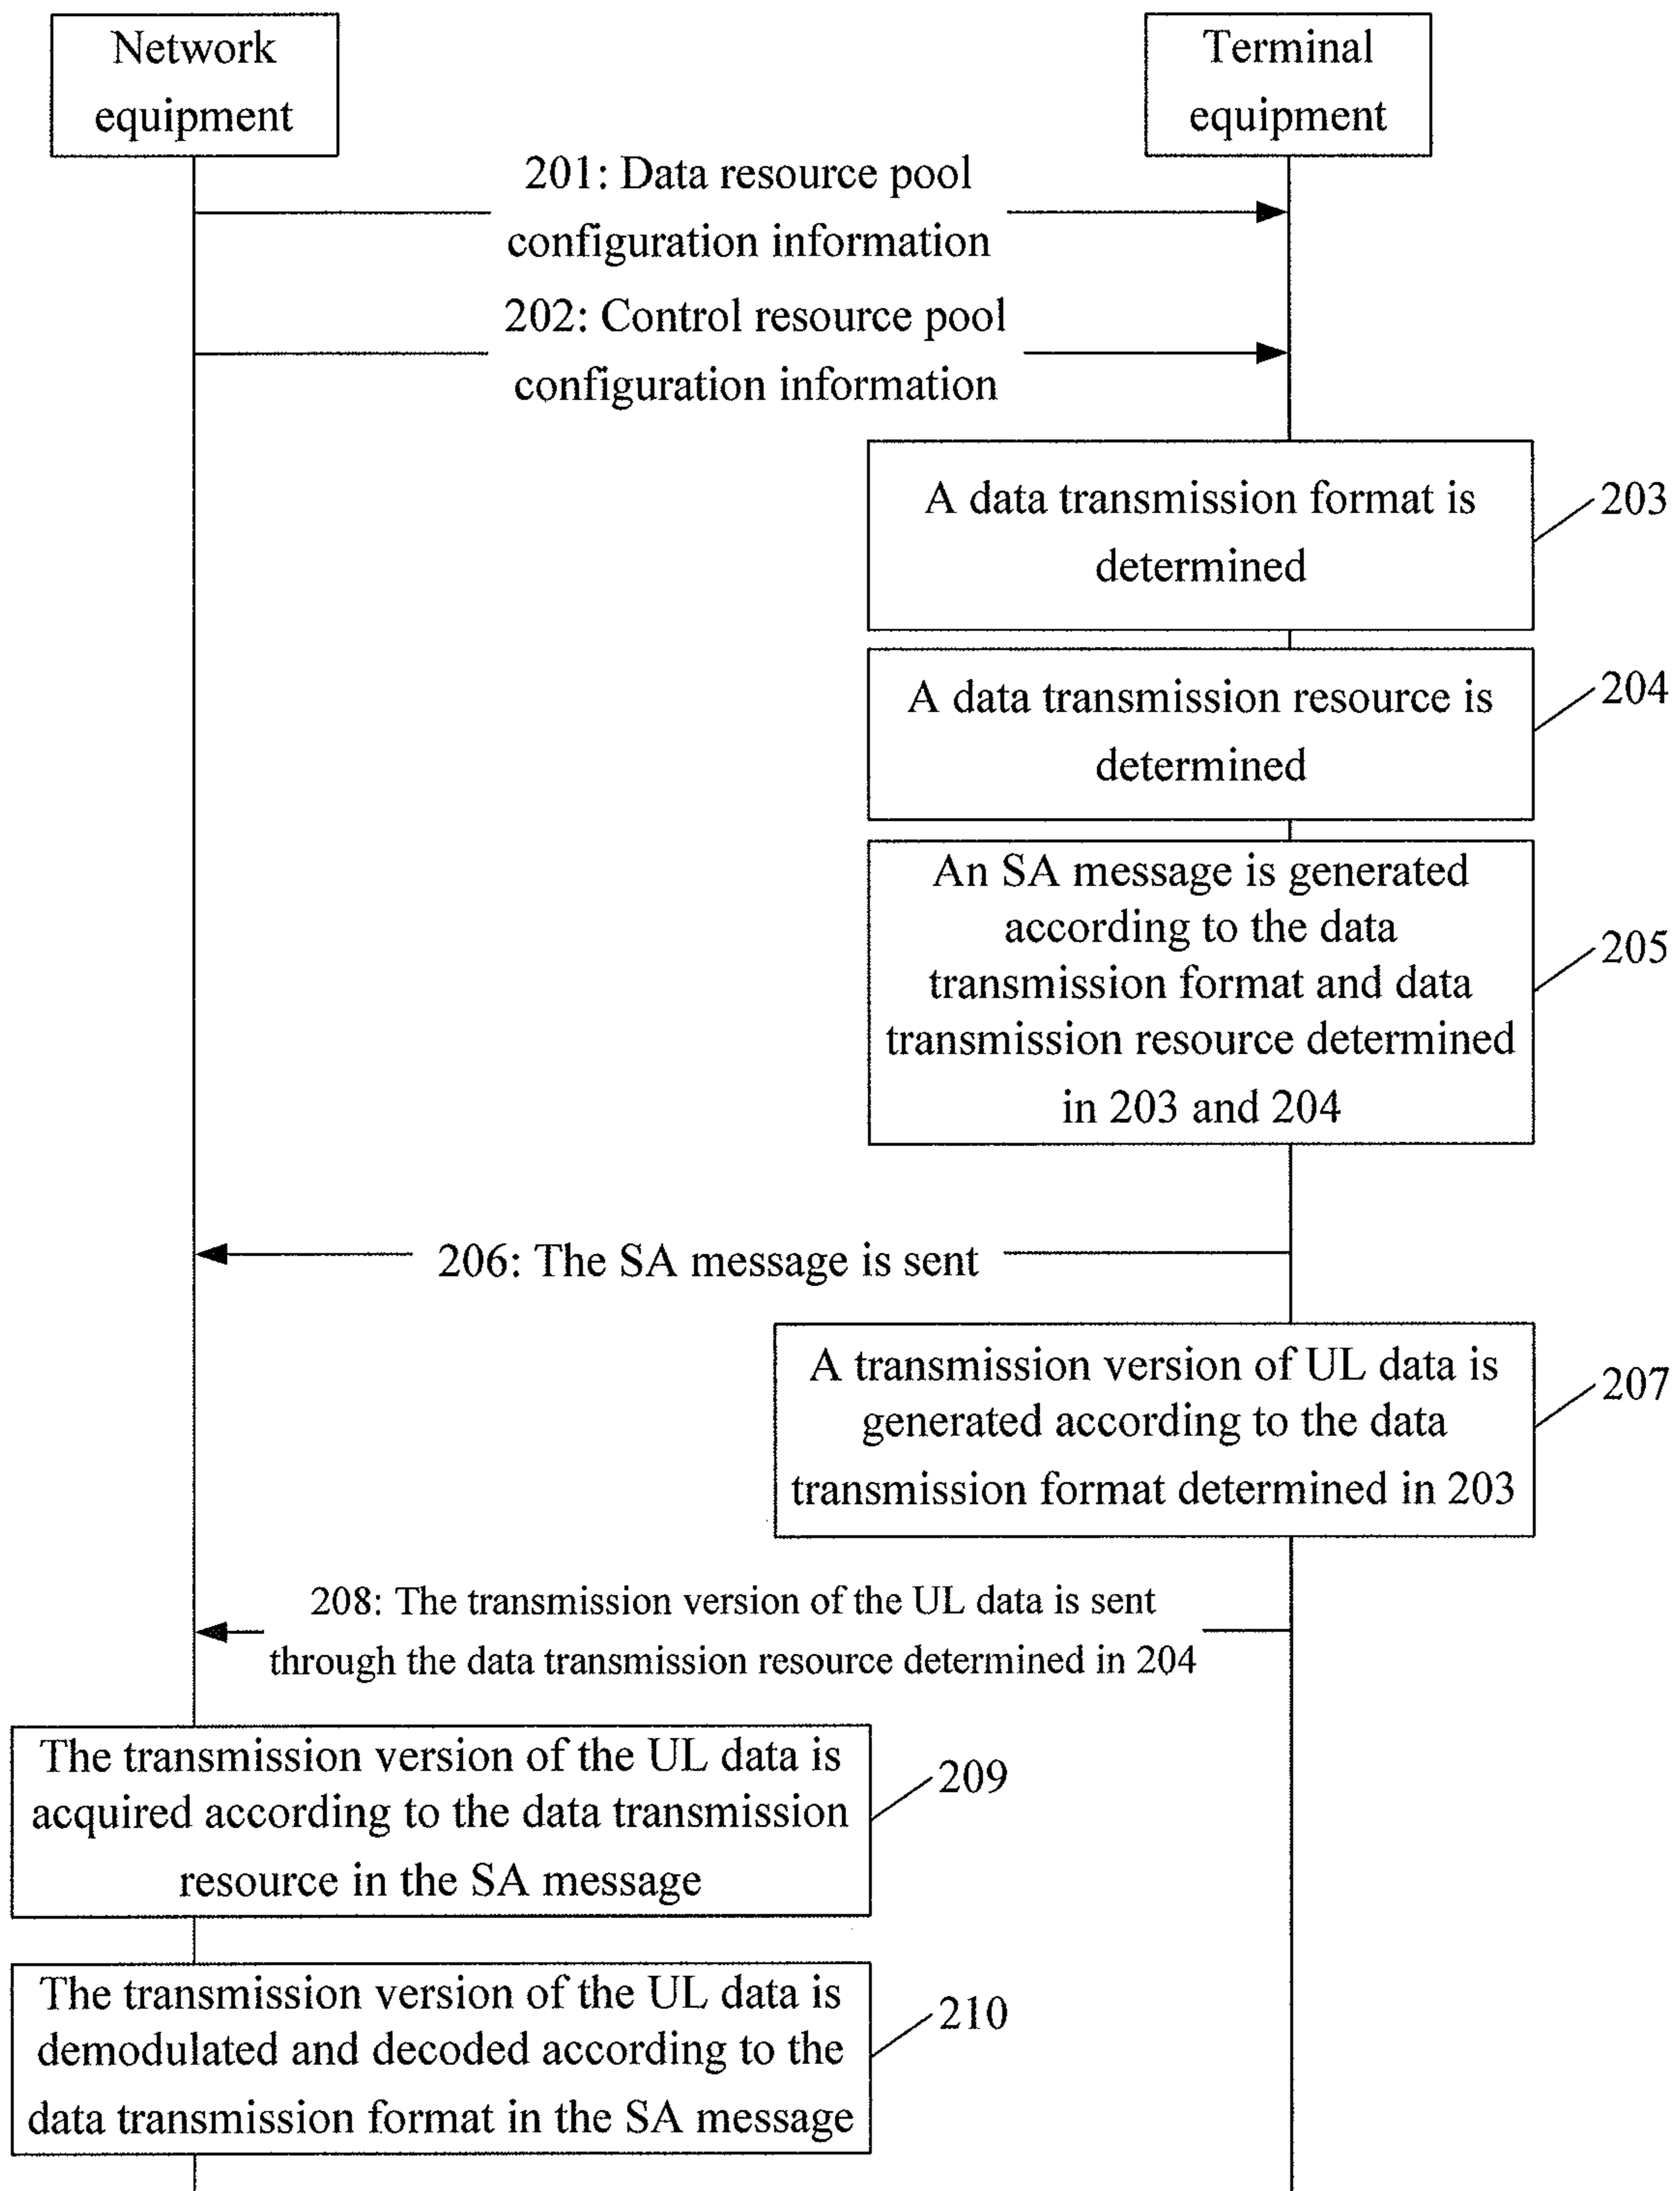 Network
equipment
Terminal
equipment
201: Data resource pool
configuration information
202: Control resource pool
configuration information
A data transmission format is
determined
203
A data transmission resource is
determined
204
An SA message is generated
according to the data
transmission format and data
transmission resource determined
in 203 and 204
205
206: The SA message is sent
A transmission version of UL data is
generated according to the data
transmission format determined in 203
207
208: The transmission version of the UL data is sent
through the data transmission resource determined in 204
The transmission version of the UL data is
acquired according to the data transmission
resource in the SA message
209
The transmission version of the UL data is
demodulated and decoded according to the
data transmission format in the SA message
210